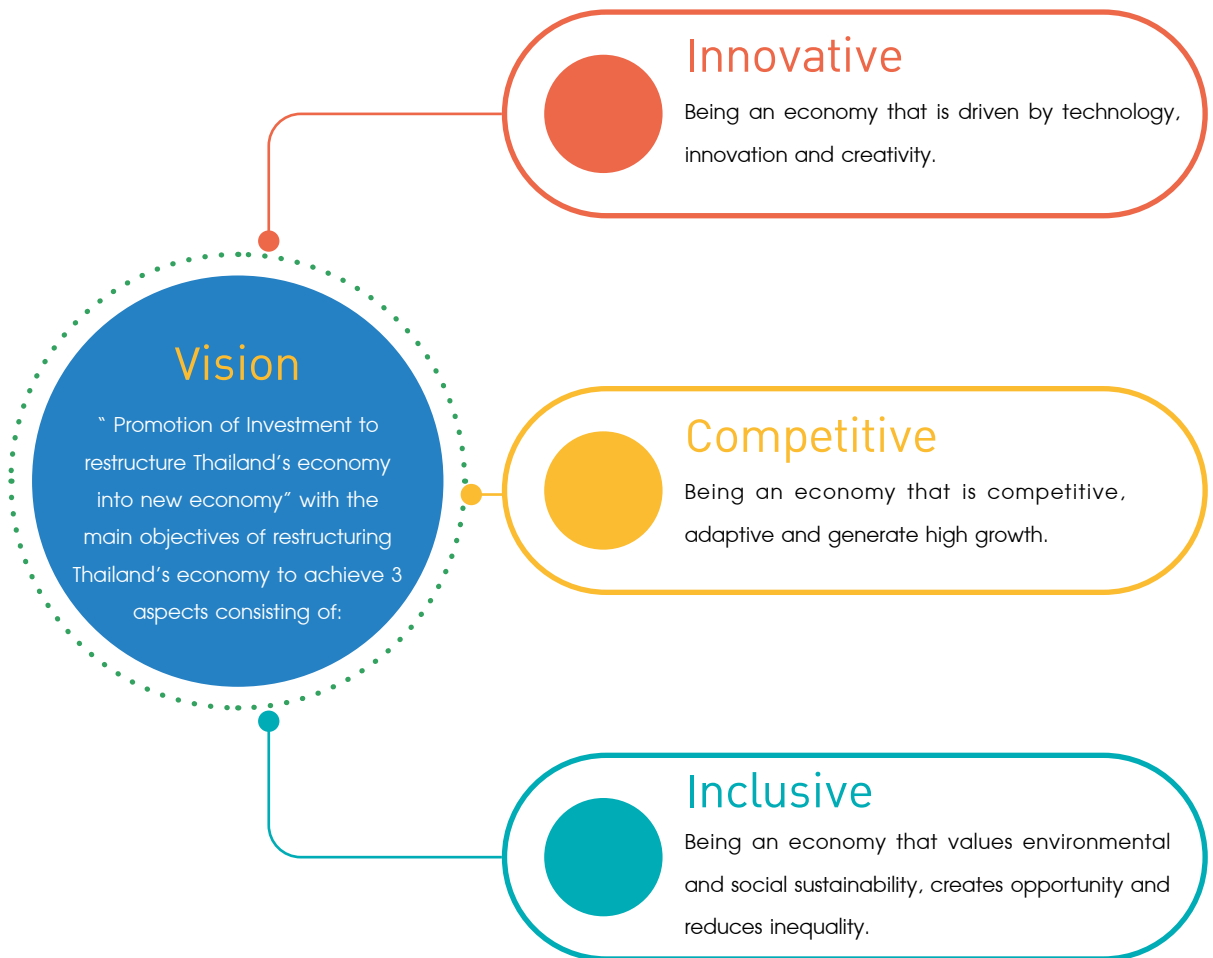 Innovative
Being an economy that is driven by technology,
innovation and creativity.
Vision
‟ Promotion of Investment to
restructure Thailand’s economy
into new economy” with the
main objectives of restructuring
Thailand’s economy to achieve 3
aspects consisting of:
Competitive
Being an economy that is competitive,
adaptive and generate high growth.
Inclusive
Being an economy that values environmental
and social sustainability, creates opportunity and
reduces inequality.